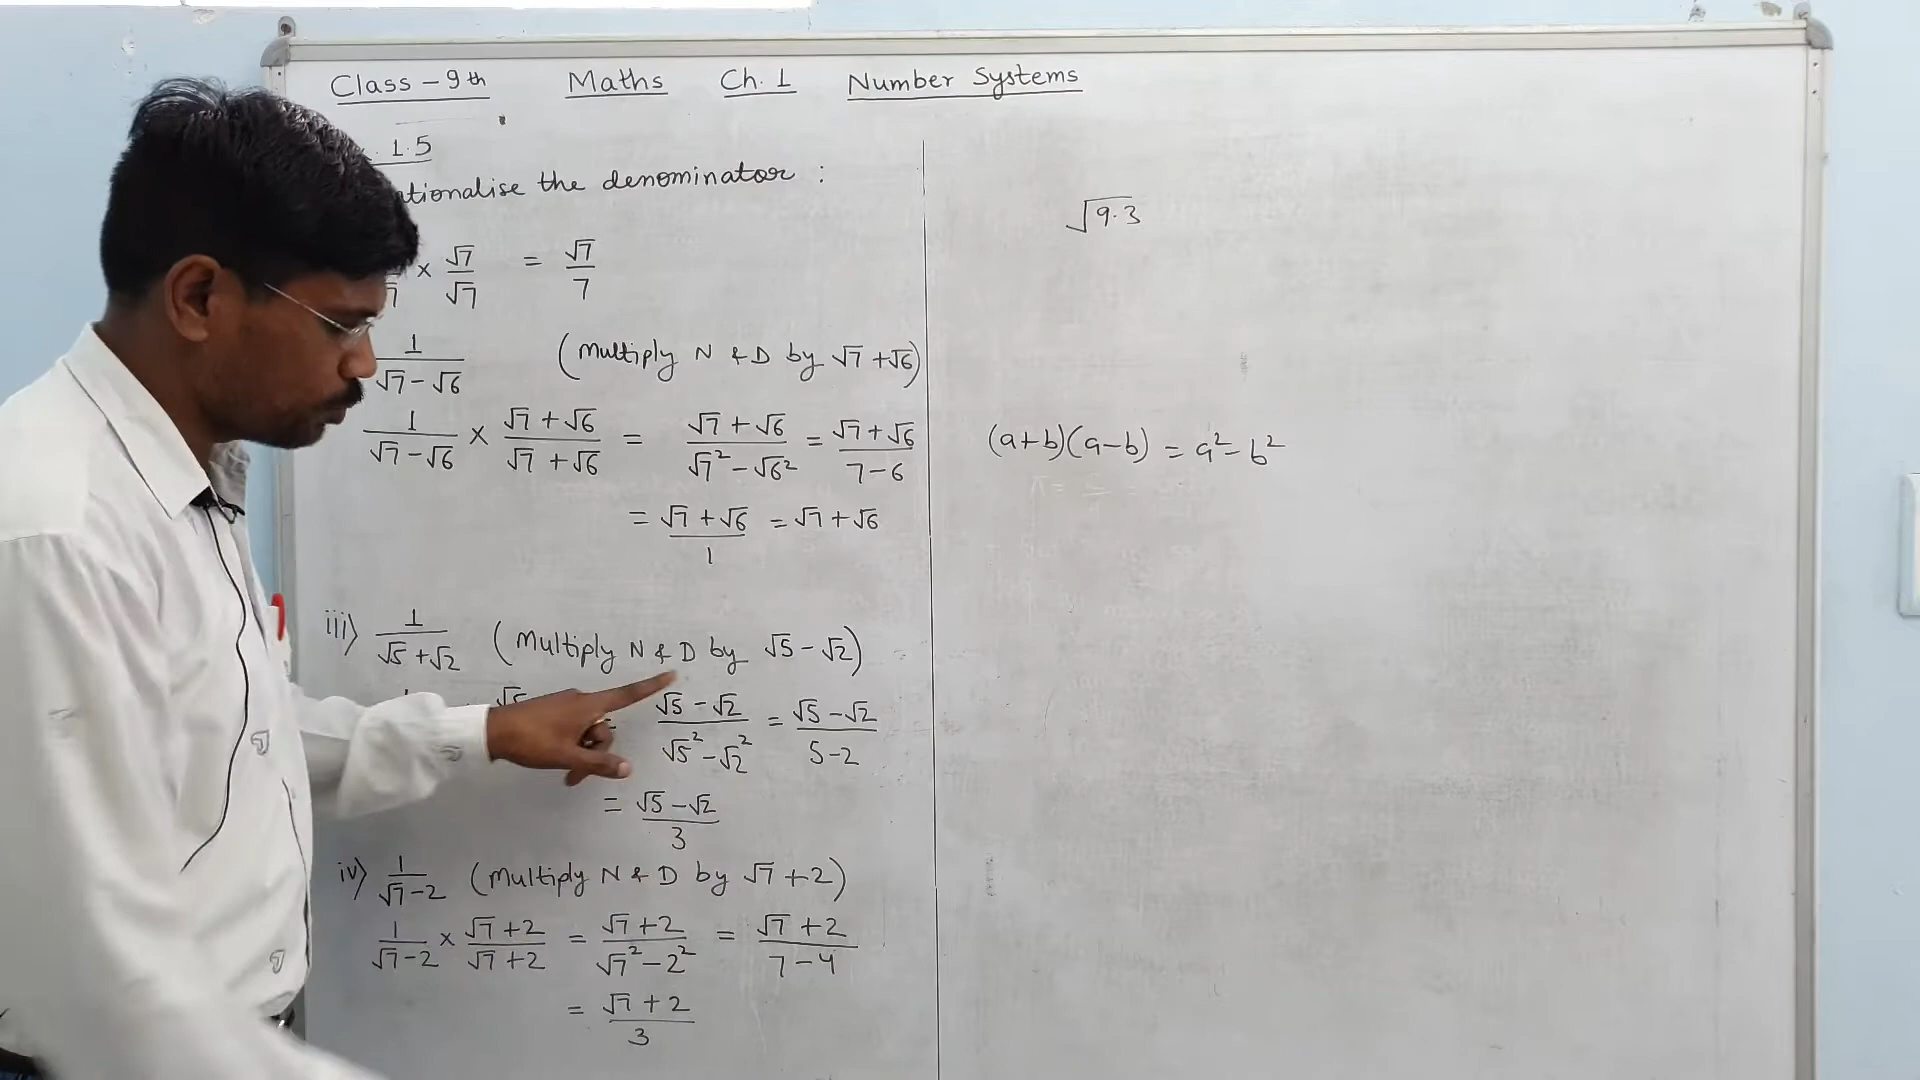 Class – 9th Maths Ch. 1 Number Systems
. 1.5
tionalise the denominator :
× √7/√7 = √7/7
1/(√7 – √6) (Multiply N & D by √7 + √6)
1/(√7 – √6) × (√7 + √6)/(√7 + √6) = (√7 + √6)/(√7² – √6²) = (√7 + √6)/(7 – 6)
= (√7 + √6)/1 = √7 + √6
iii) 1/(√5 + √2) (Multiply N & D by √5 – √2)
= (√5 – √2)/(√5² – √2²) = (√5 – √2)/(5 – 2)
= (√5 – √2)/3
iv) 1/(√7 – 2) (Multiply N & D by √7 + 2)
1/(√7 – 2) × (√7 + 2)/(√7 + 2) = (√7 + 2)/(√7² – 2²) = (√7 + 2)/(7 – 4)
= (√7 + 2)/3
√9.3
(a+b)(a–b) = a² – b²